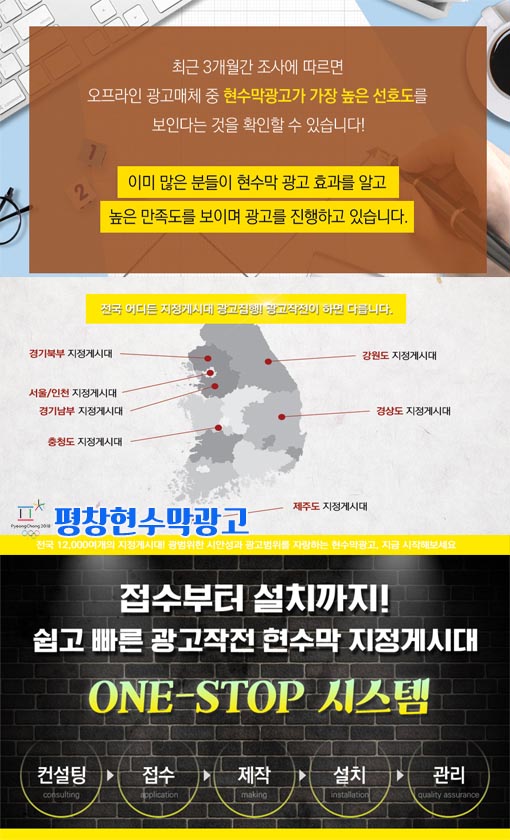 최근 3개월간 조사에 따르면
오프라인 광고매체 중 현수막광고가 가장 높은 선호도를
보인다는 것을 확인할 수 있습니다!
이미 많은 분들이 현수막 광고 효과를 알고
높은 만족도를 보이며 광고를 진행하고 있습니다.
전국 어디든 지정게시대 광고집행! 광고작전이 하면 다릅니다.
경기북부 지정게시대
강원도 지정게시대
서울/인천 지정게시대
경기남부 지정게시대
경상도 지정게시대
충청도 지정게시대
제주도 지정게시대
PyeongChang 2018
평창현수막광고
전국 12,000여개의 지정게시대! 광범위한 시안성과 광고범위를 자랑하는 현수막광고, 지금 시작해보세요
접수부터 설치까지!
쉽고 빠른 광고작전 현수막 지정게시대
ONE-STOP 시스템
컨설팅 접수 제작 설치 관리
consulting application making installation quality assurance